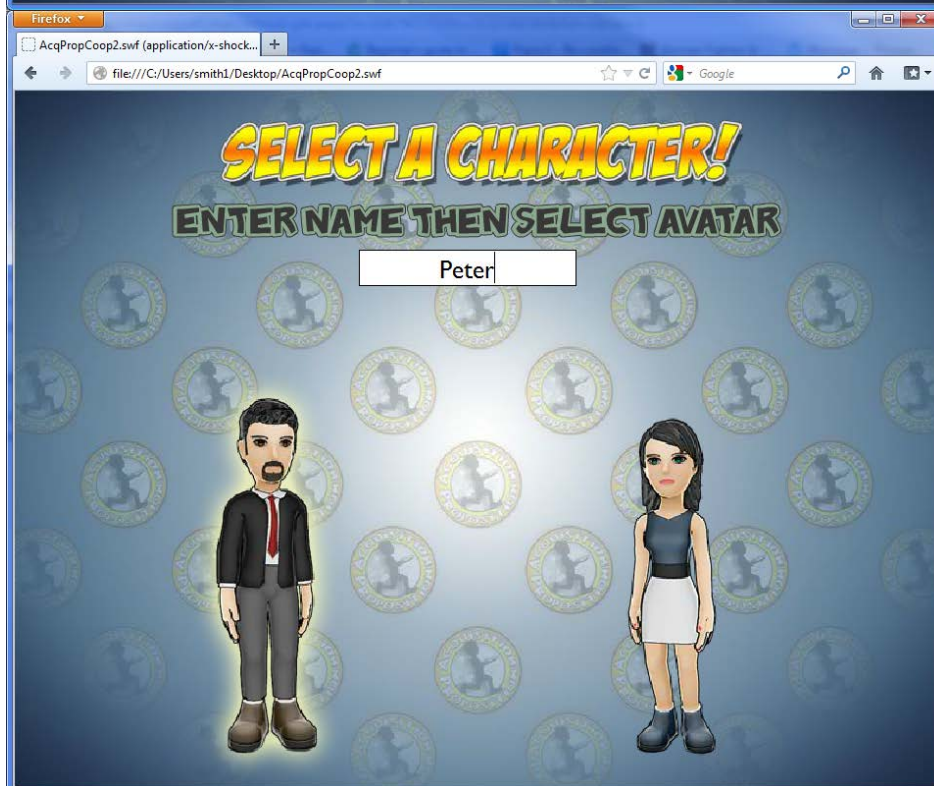 Firefox
AcqPropCoop2.swf (application/x-shock...
file:///C:/Users/smith1/Desktop/AcqPropCoop2.swf
Google
SELECT A CHARACTER!
ENTER NAME THEN SELECT AVATAR
Peter